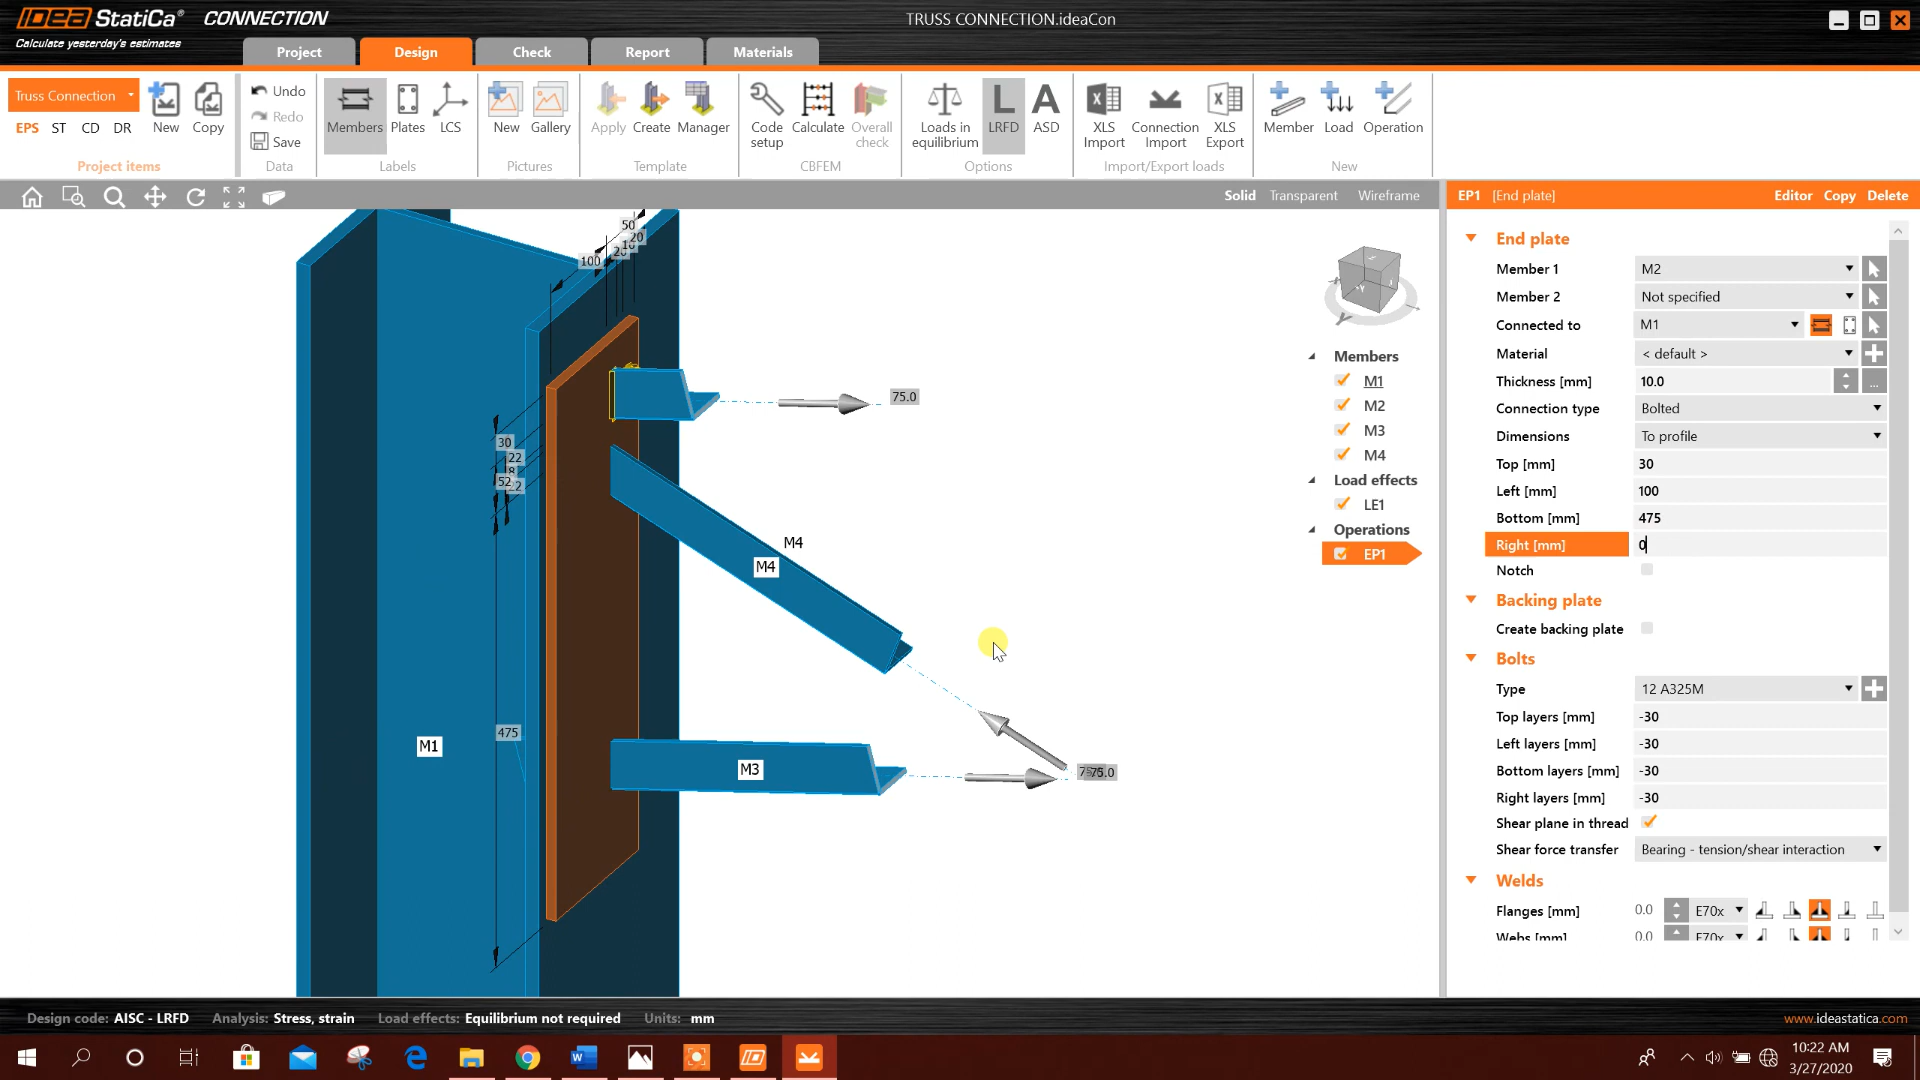 IDEA StatiCa® CONNECTION
Calculate yesterday's estimates
TRUSS CONNECTION.ideaCon
Project
Design
Check
Report
Materials
Truss Connection
EPS ST CD DR
New
Copy
Project items
Undo
Redo
Save
Data
Members
Plates
LCS
Labels
New
Gallery
Pictures
Apply
Create
Manager
Template
Code setup
Calculate
Overall check
CBFEM
Loads in equilibrium
L
LRFD
A
ASD
Options
XLS Import
Connection Import
XLS Export
Import/Export loads
Member
Load
Operation
New
Solid Transparent Wireframe
EP1 [End plate]
Editor Copy Delete
50
20
100
75.0
30
22
8
52
M4
M4
475
M1
M3
75.0
Members
M1
M2
M3
M4
Load effects
LE1
Operations
EP1
End plate
Member 1 M2
Member 2 Not specified
Connected to M1
Material < default >
Thickness [mm] 10.0
Connection type Bolted
Dimensions To profile
Top [mm] 30
Left [mm] 100
Bottom [mm] 475
Right [mm] 0
Notch
Backing plate
Create backing plate
Bolts
Type 12 A325M
Top layers [mm] -30
Left layers [mm] -30
Bottom layers [mm] -30
Right layers [mm] -30
Shear plane in thread
Shear force transfer Bearing - tension/shear interaction
Welds
Flanges [mm] 0.0 E70x
Webs [mm] 0.0 E70x
Design code: AISC - LRFD Analysis: Stress, strain Load effects: Equilibrium not required Units: mm
www.ideastatica.com
10:22 AM
3/27/2020